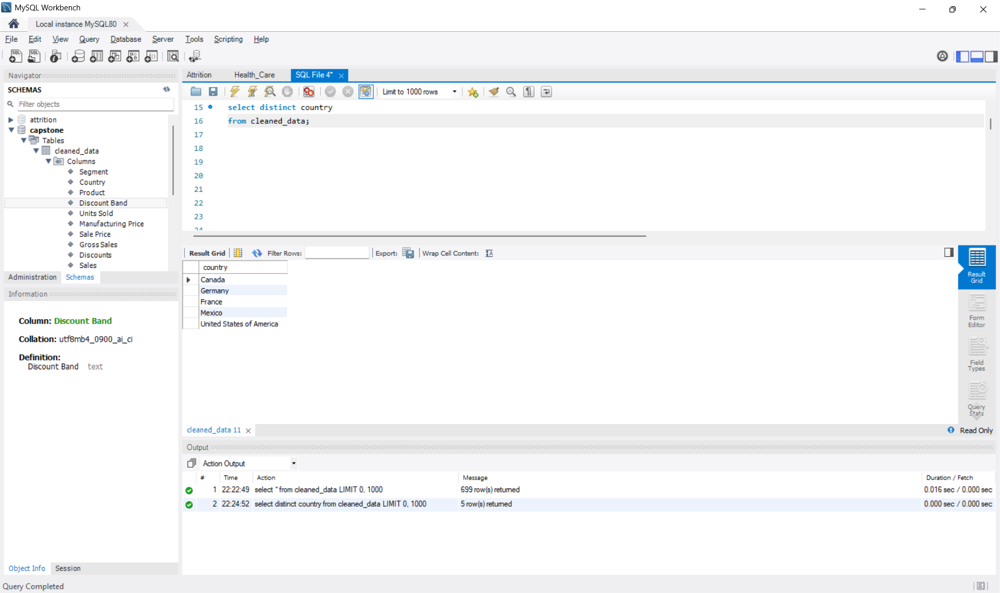 MySQL Workbench
Local instance MySQL80
File Edit View Query Database Server Tools Scripting Help
Navigator
SCHEMAS
Filter objects
attrition
capstone
Tables
cleaned_data
Columns
Segment
Country
Product
Discount Band
Units Sold
Manufacturing Price
Sale Price
Gross Sales
Discounts
Sales
Administration Schemas
Information
Column: Discount Band
Collation: utf8mb4_0900_ai_ci
Definition:
Discount Band text
Object Info Session
Attrition Health_Care SQL File 4*
Limit to 1000 rows
15 select distinct country
16 from cleaned_data;
17
18
19
20
21
22
23
24
Result Grid Filter Rows: Export: Wrap Cell Content:
country
Canada
Germany
France
Mexico
United States of America
Result
Grid
Form
Editor
Field
Types
Query
Stats
cleaned_data 11 Read Only
Output
Action Output
# Time Action Message Duration / Fetch
1 22:22:49 select * from cleaned_data LIMIT 0, 1000 699 row(s) returned 0.016 sec / 0.000 sec
2 22:24:52 select distinct country from cleaned_data LIMIT 0, 1000 5 row(s) returned 0.000 sec / 0.000 sec
Query Completed